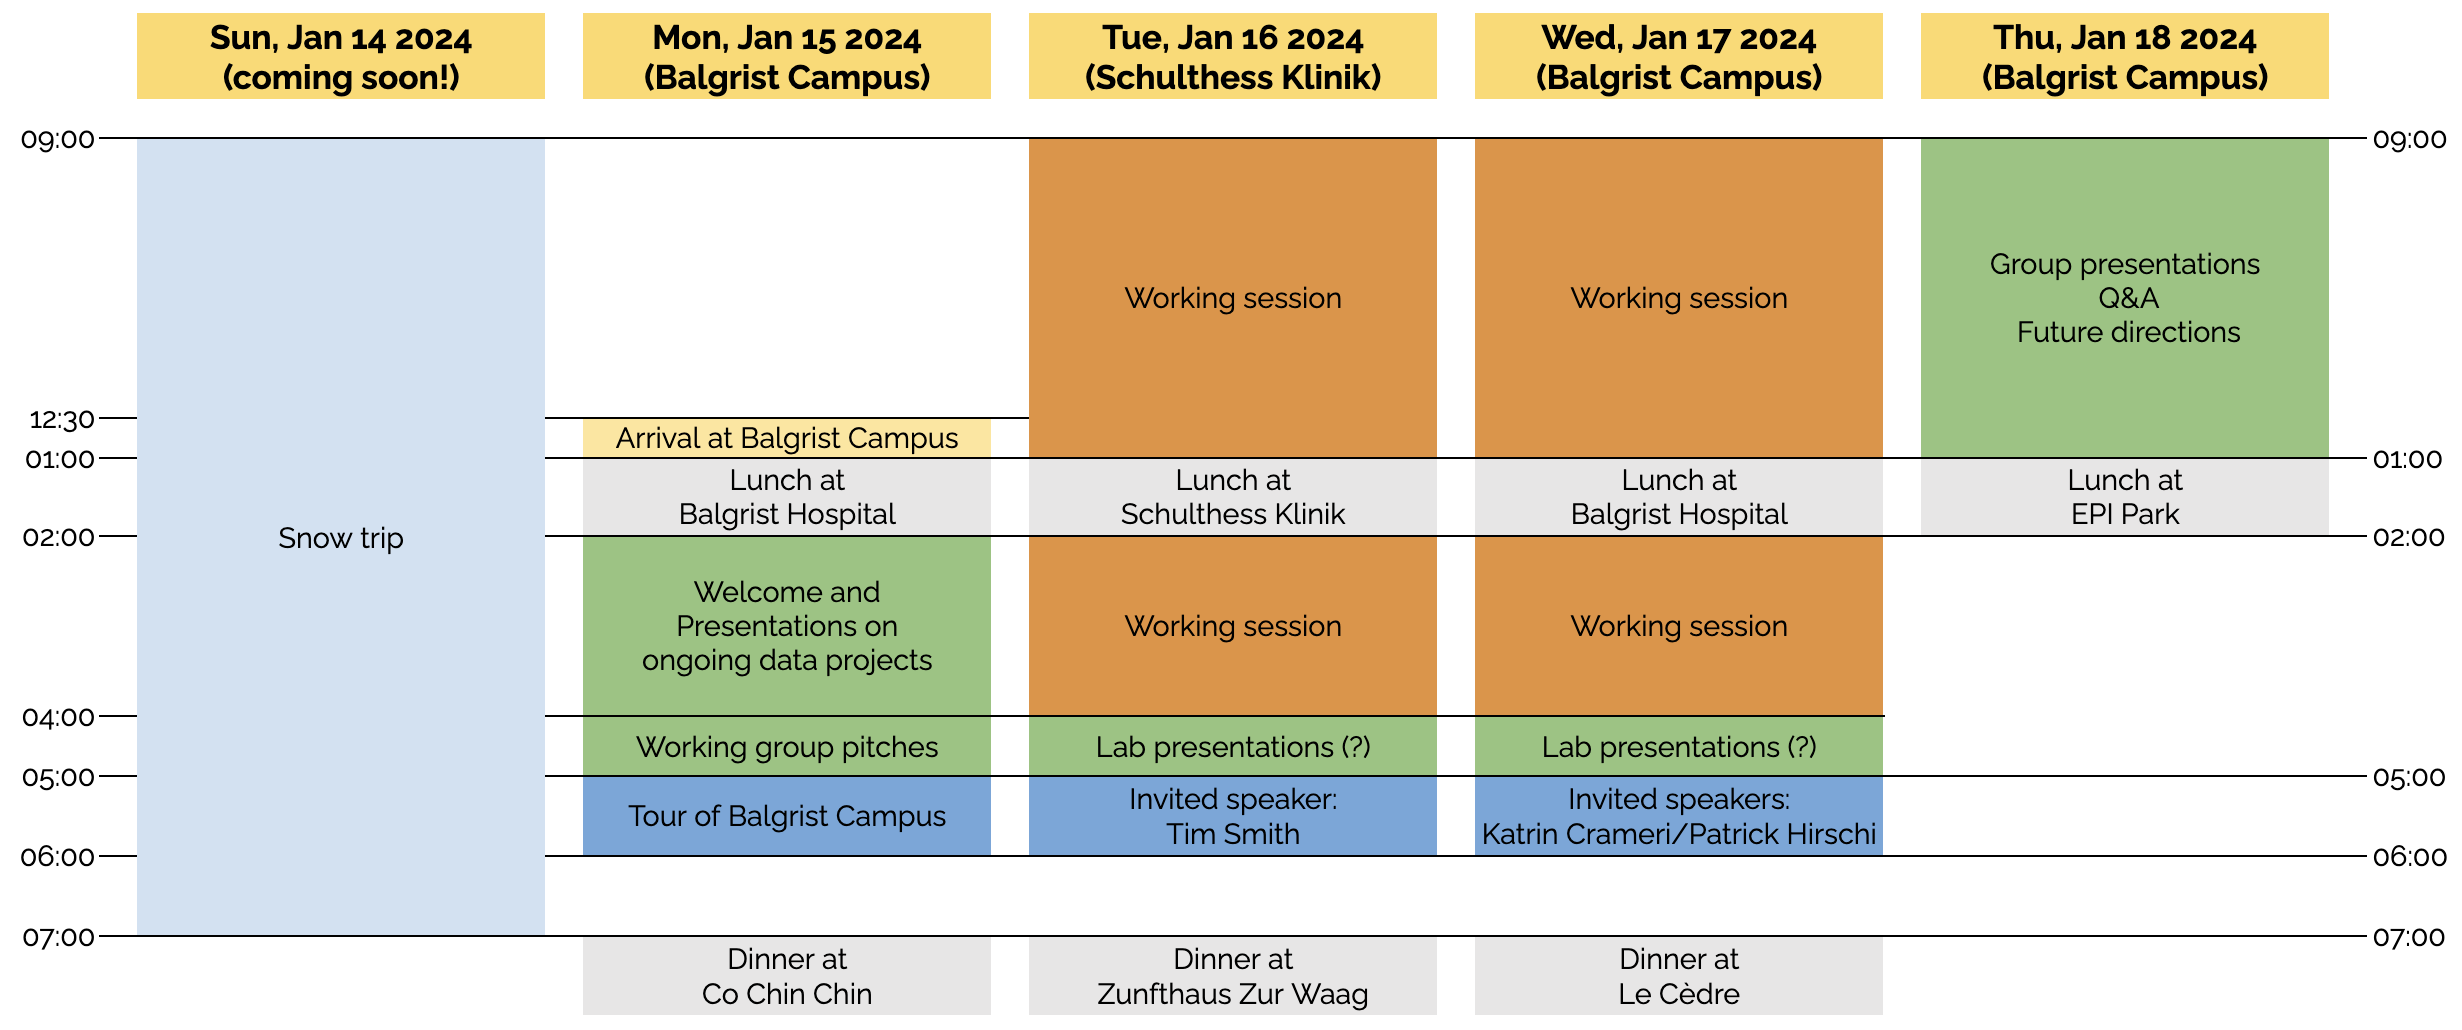 Sun, Jan 14 2024
(coming soon!)
Mon, Jan 15 2024
(Balgrist Campus)
Tue, Jan 16 2024
(Schulthess Klinik)
Wed, Jan 17 2024
(Balgrist Campus)
Thu, Jan 18 2024
(Balgrist Campus)
09:00
12:30
01:00
02:00
04:00
05:00
06:00
07:00
Snow trip
Arrival at Balgrist Campus
Lunch at
Balgrist Hospital
Welcome and
Presentations on
ongoing data projects
Working group pitches
Tour of Balgrist Campus
Dinner at
Co Chin Chin
Working session
Lunch at
Schulthess Klinik
Working session
Lab presentations (?)
Invited speaker:
Tim Smith
Dinner at
Zunfthaus Zur Waag
Working session
Lunch at
Balgrist Hospital
Working session
Lab presentations (?)
Invited speakers:
Katrin Crameri/Patrick Hirschi
Dinner at
Le Cèdre
Group presentations
Q&A
Future directions
Lunch at
EPI Park
09:00
01:00
02:00
05:00
06:00
07:00